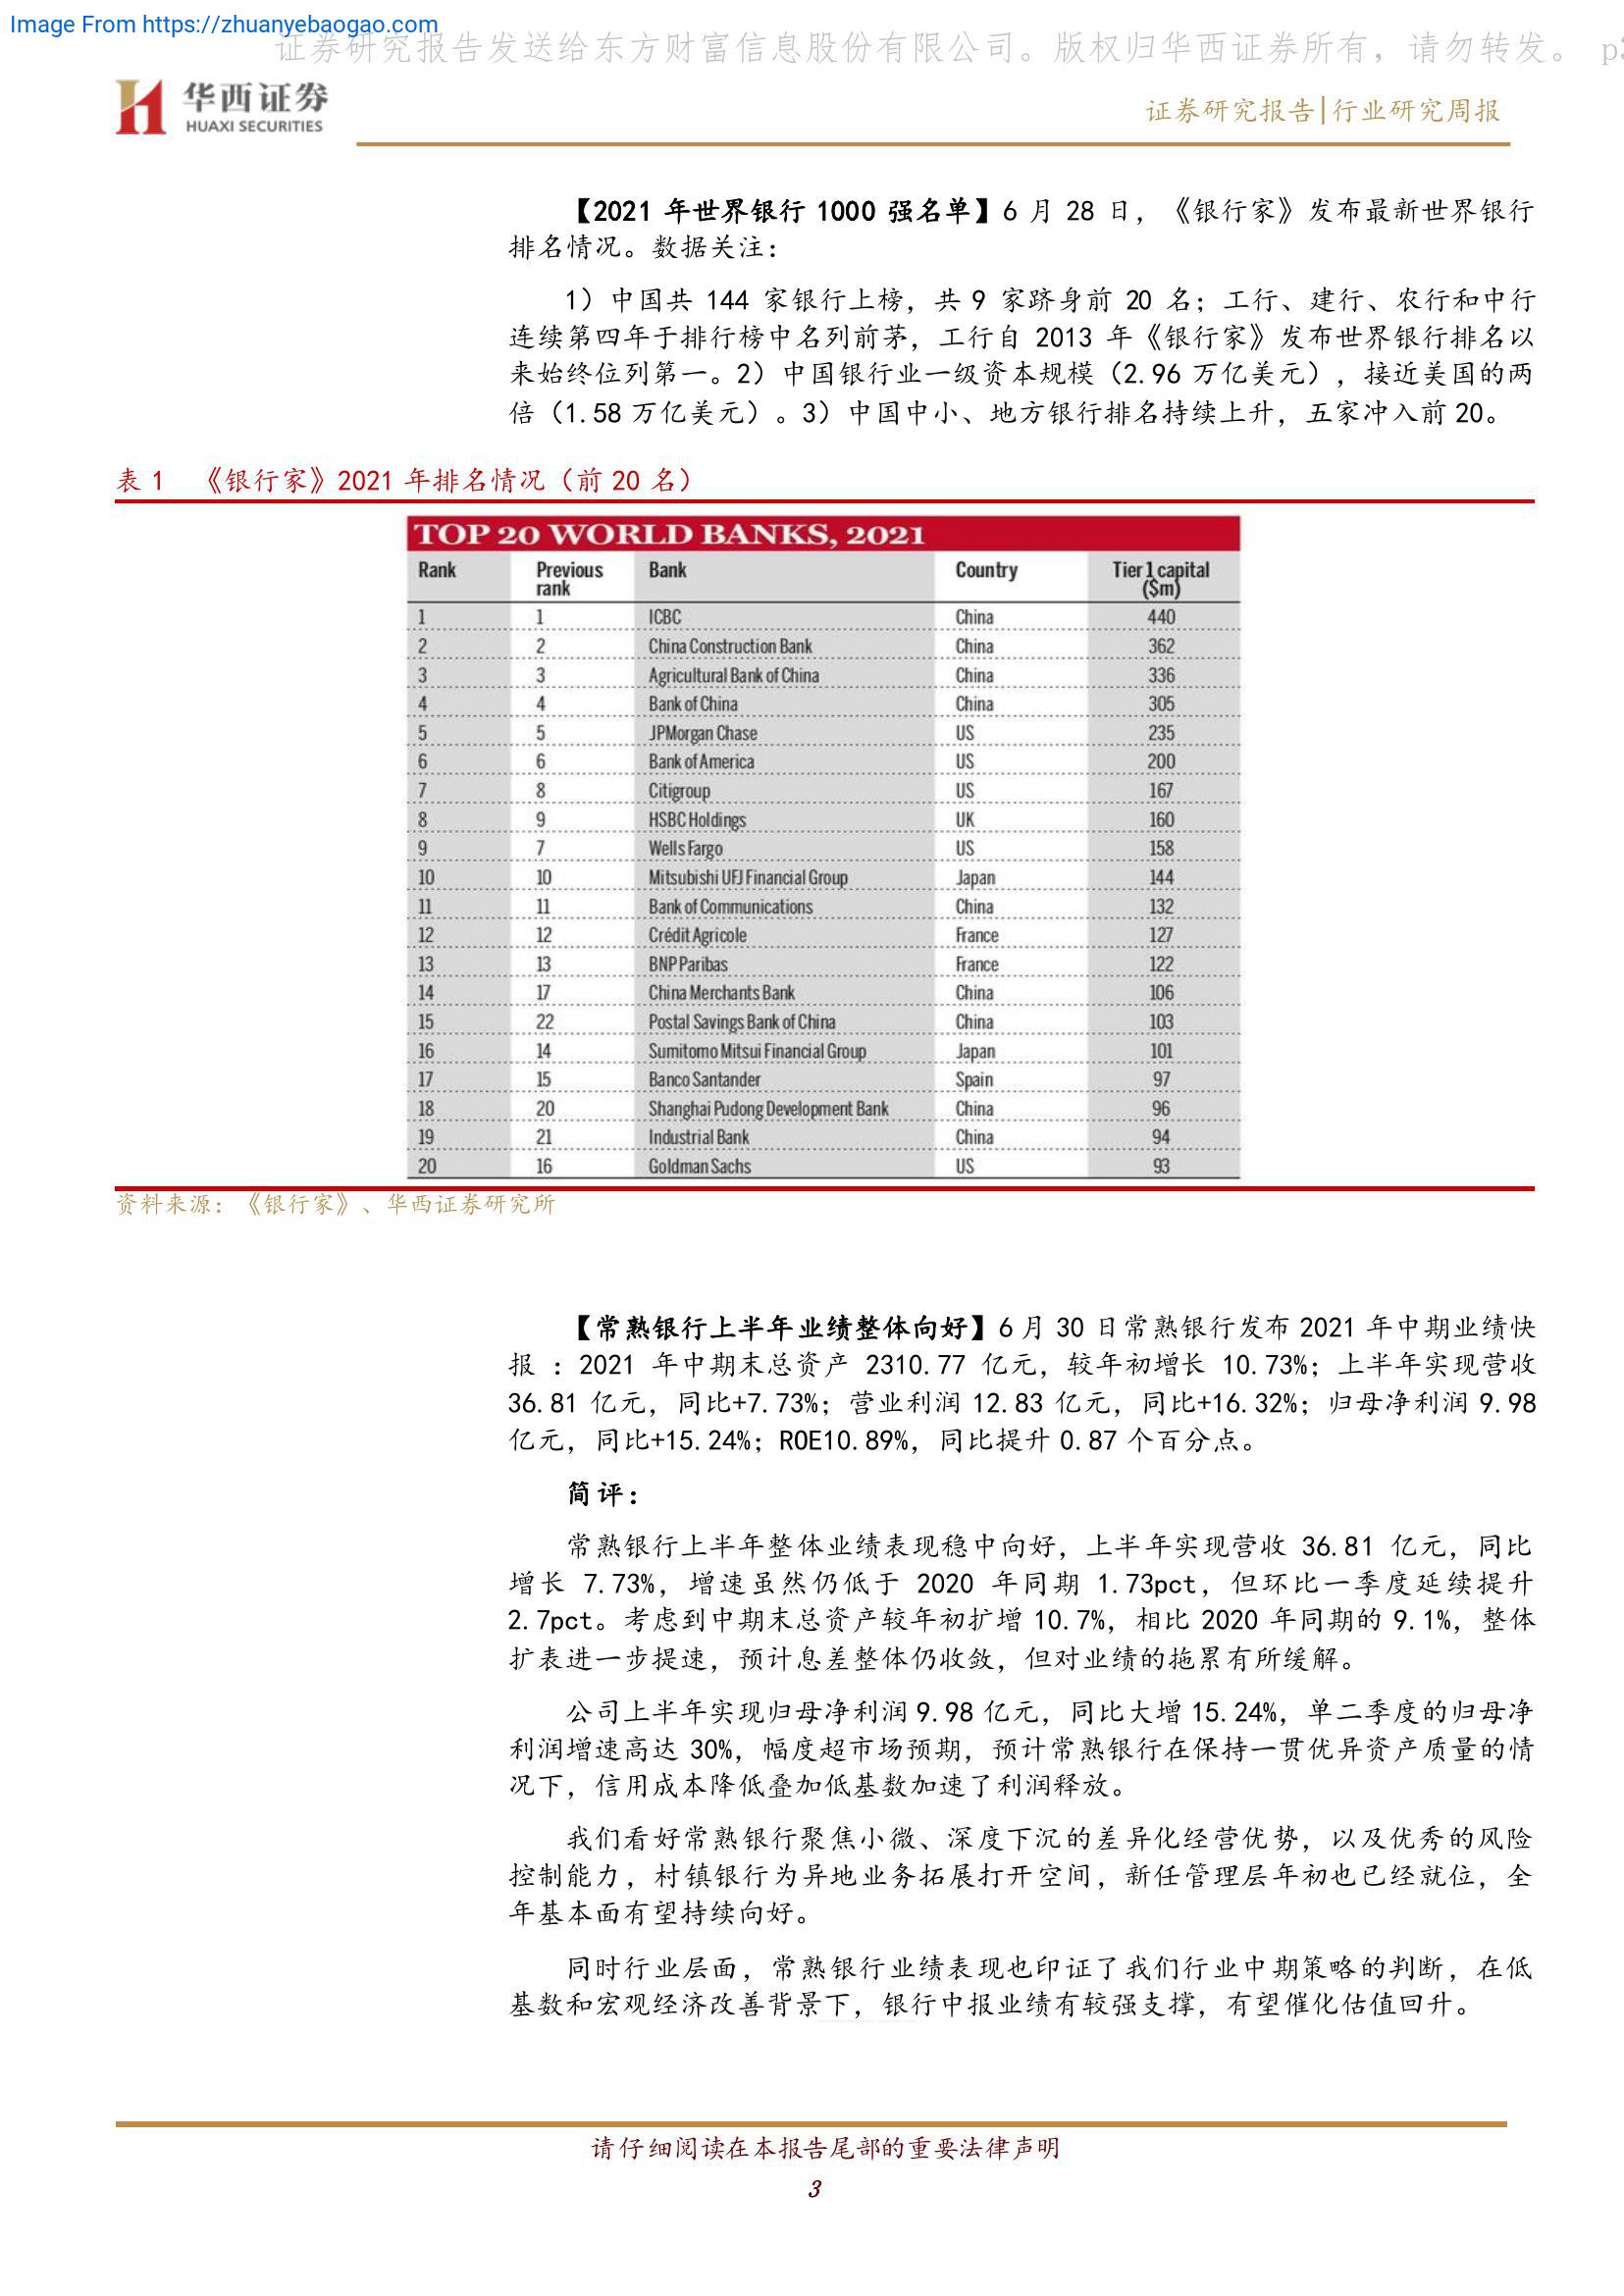 Image From https://zhuanyebaogao.com
证券研究报告发送给东方财富信息股份有限公司。版权归华西证券所有，请勿转发。 p3
华西证券
HUAXI SECURITIES
证券研究报告|行业研究周报
【2021 年世界银行 1000 强名单】6 月 28 日，《银行家》发布最新世界银行
排名情况。数据关注：
1）中国共 144 家银行上榜，共 9 家跻身前 20 名；工行、建行、农行和中行
连续第四年于排行榜中名列前茅，工行自 2013 年《银行家》发布世界银行排名以
来始终位列第一。2）中国银行业一级资本规模（2.96 万亿美元），接近美国的两
倍（1.58 万亿美元）。3）中国中小、地方银行排名持续上升，五家冲入前 20。
表 1 《银行家》2021 年排名情况（前 20 名）
TOP 20 WORLD BANKS, 2021
Rank Previous rank Bank Country Tier 1 capital ($m)
1 1 ICBC China 440
2 2 China Construction Bank China 362
3 3 Agricultural Bank of China China 336
4 4 Bank of China China 305
5 5 JPMorgan Chase US 235
6 6 Bank of America US 200
7 8 Citigroup US 167
8 9 HSBC Holdings UK 160
9 7 Wells Fargo US 158
10 10 Mitsubishi UFJ Financial Group Japan 144
11 11 Bank of Communications China 132
12 12 Crédit Agricole France 127
13 13 BNP Paribas France 122
14 17 China Merchants Bank China 106
15 22 Postal Savings Bank of China China 103
16 14 Sumitomo Mitsui Financial Group Japan 101
17 15 Banco Santander Spain 97
18 20 Shanghai Pudong Development Bank China 96
19 21 Industrial Bank China 94
20 16 Goldman Sachs US 93
资料来源：《银行家》、华西证券研究所
【常熟银行上半年业绩整体向好】6 月 30 日常熟银行发布 2021 年中期业绩快
报 ：2021 年中期末总资产 2310.77 亿元，较年初增长 10.73%；上半年实现营收
36.81 亿元，同比+7.73%；营业利润 12.83 亿元，同比+16.32%；归母净利润 9.98
亿元，同比+15.24%；ROE10.89%，同比提升 0.87 个百分点。
简评：
常熟银行上半年整体业绩表现稳中向好，上半年实现营收 36.81 亿元，同比
增长 7.73%，增速虽然仍低于 2020 年同期 1.73pct，但环比一季度延续提升
2.7pct。考虑到中期末总资产较年初扩增 10.7%，相比 2020 年同期的 9.1%，整体
扩表进一步提速，预计息差整体仍收敛，但对业绩的拖累有所缓解。
公司上半年实现归母净利润 9.98 亿元，同比大增 15.24%，单二季度的归母净
利润增速高达 30%，幅度超市场预期，预计常熟银行在保持一贯优异资产质量的情
况下，信用成本降低叠加低基数加速了利润释放。
我们看好常熟银行聚焦小微、深度下沉的差异化经营优势，以及优秀的风险
控制能力，村镇银行为异地业务拓展打开空间，新任管理层年初也已经就位，全
年基本面有望持续向好。
同时行业层面，常熟银行业绩表现也印证了我们行业中期策略的判断，在低
基数和宏观经济改善背景下，银行中报业绩有较强支撑，有望催化估值回升。
请仔细阅读在本报告尾部的重要法律声明
3